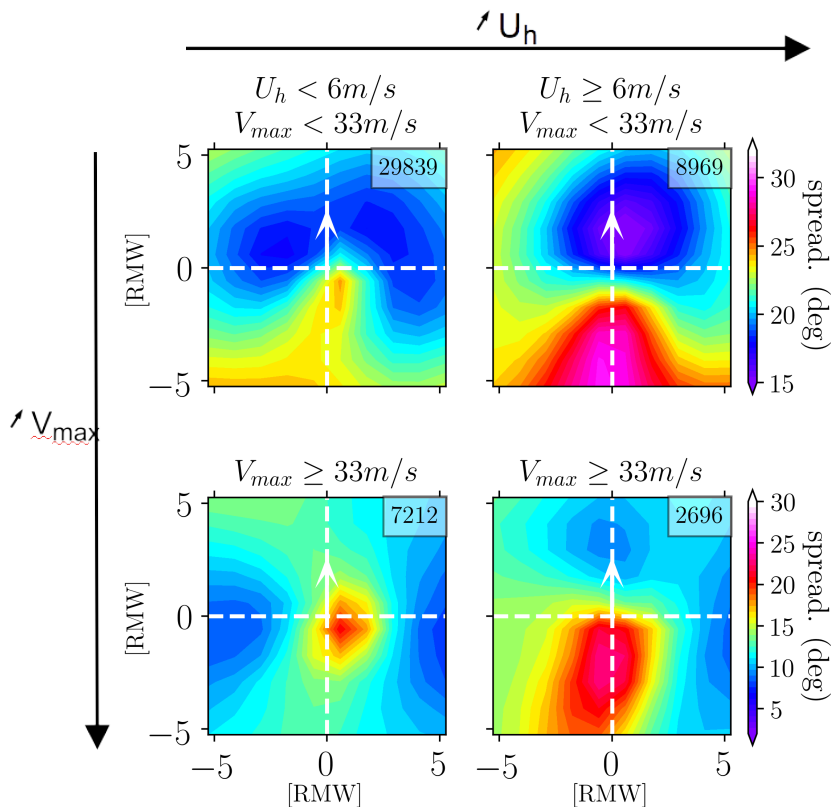 ↗ U_h
U_h < 6m/s
V_max < 33m/s
U_h ≥ 6m/s
V_max < 33m/s
29839
8969
5
0
−5
[RMW]
30
25
20
15
spread. (deg)
↗ V_max
V_max ≥ 33m/s
V_max ≥ 33m/s
7212
2696
5
0
−5
[RMW]
30
25
20
15
10
5
spread. (deg)
−5 0 5
[RMW]
−5 0 5
[RMW]